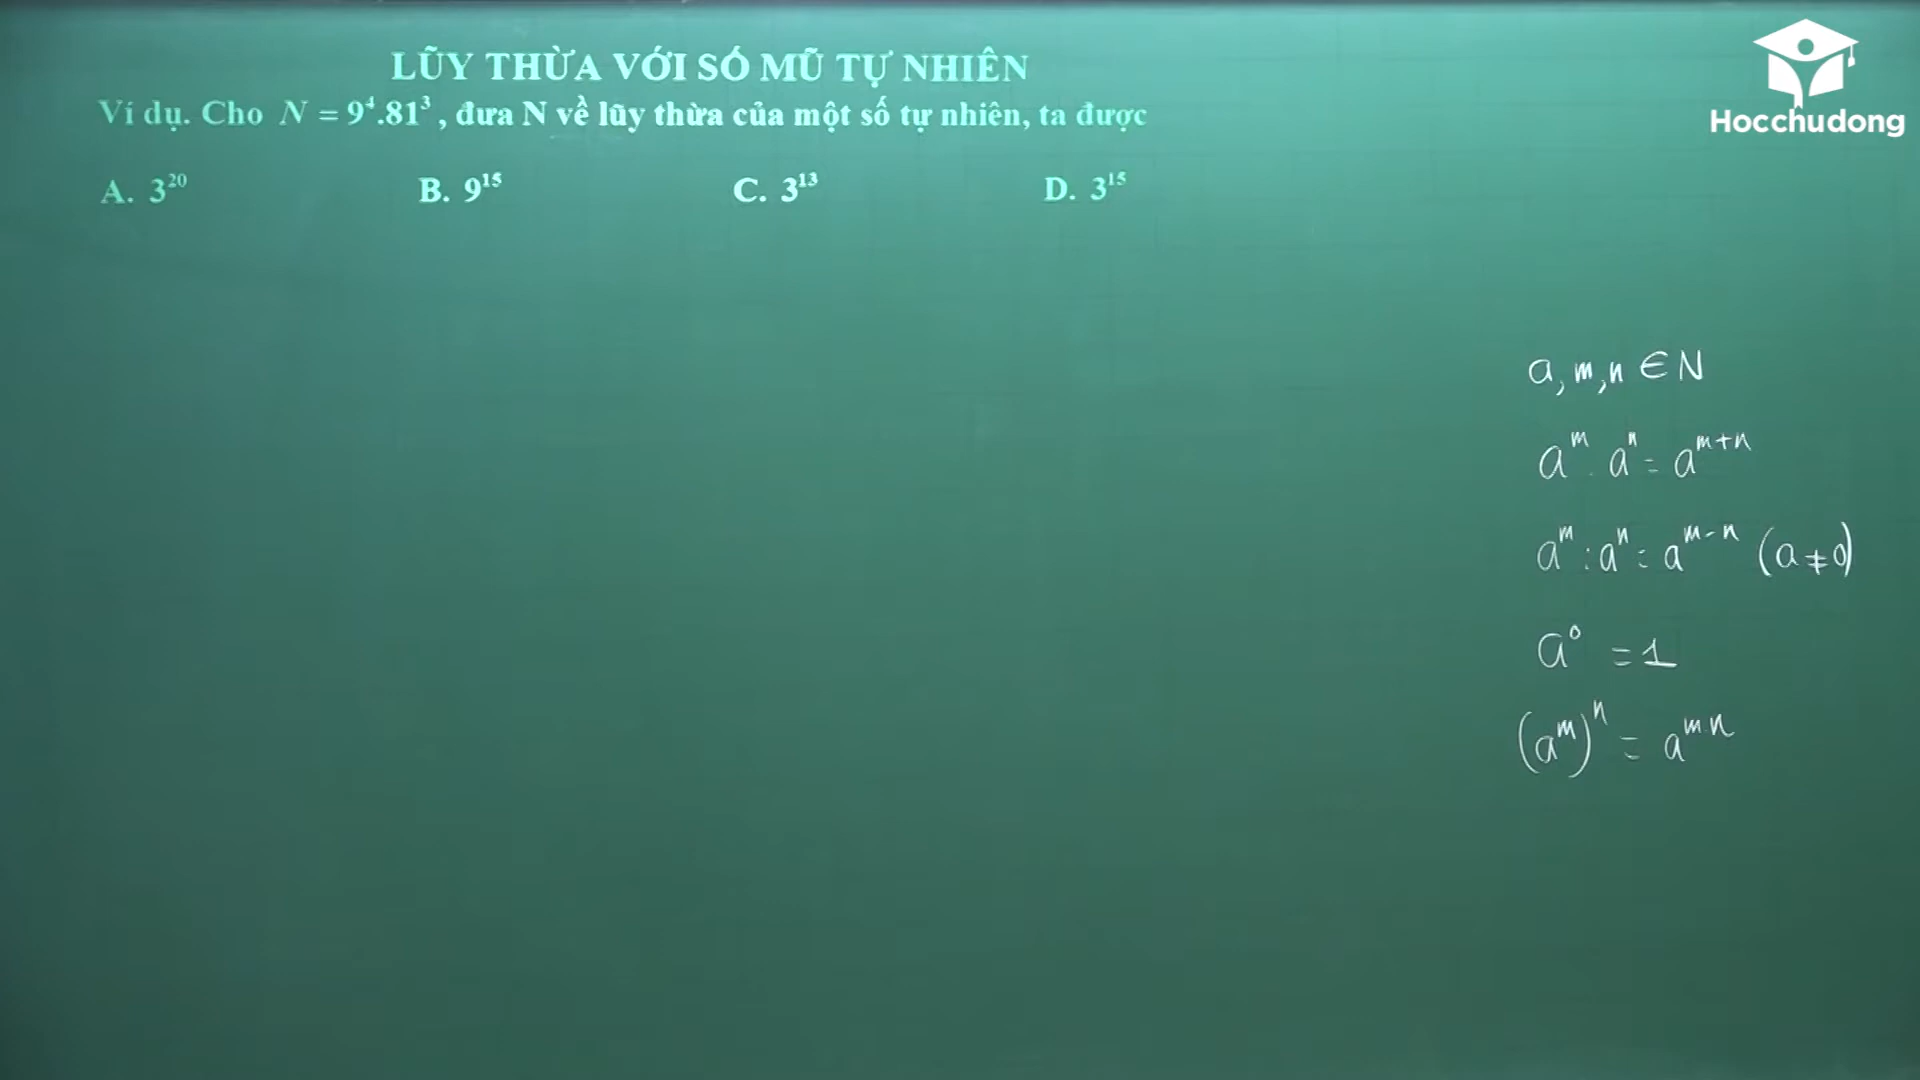 LŨY THỪA VỚI SỐ MŨ TỰ NHIÊN
Ví dụ. Cho N = 9⁴.81³, đưa N về lũy thừa của một số tự nhiên, ta được
A. 3²⁰ B. 9¹⁵ C. 3¹³ D. 3¹⁵
Hocchudong
a, m, n ∈ N
aᵐ . aⁿ = aᵐ⁺ⁿ
aᵐ : aⁿ = aᵐ⁻ⁿ (a ≠ 0)
a⁰ = 1
(aᵐ)ⁿ = aᵐ·ⁿ